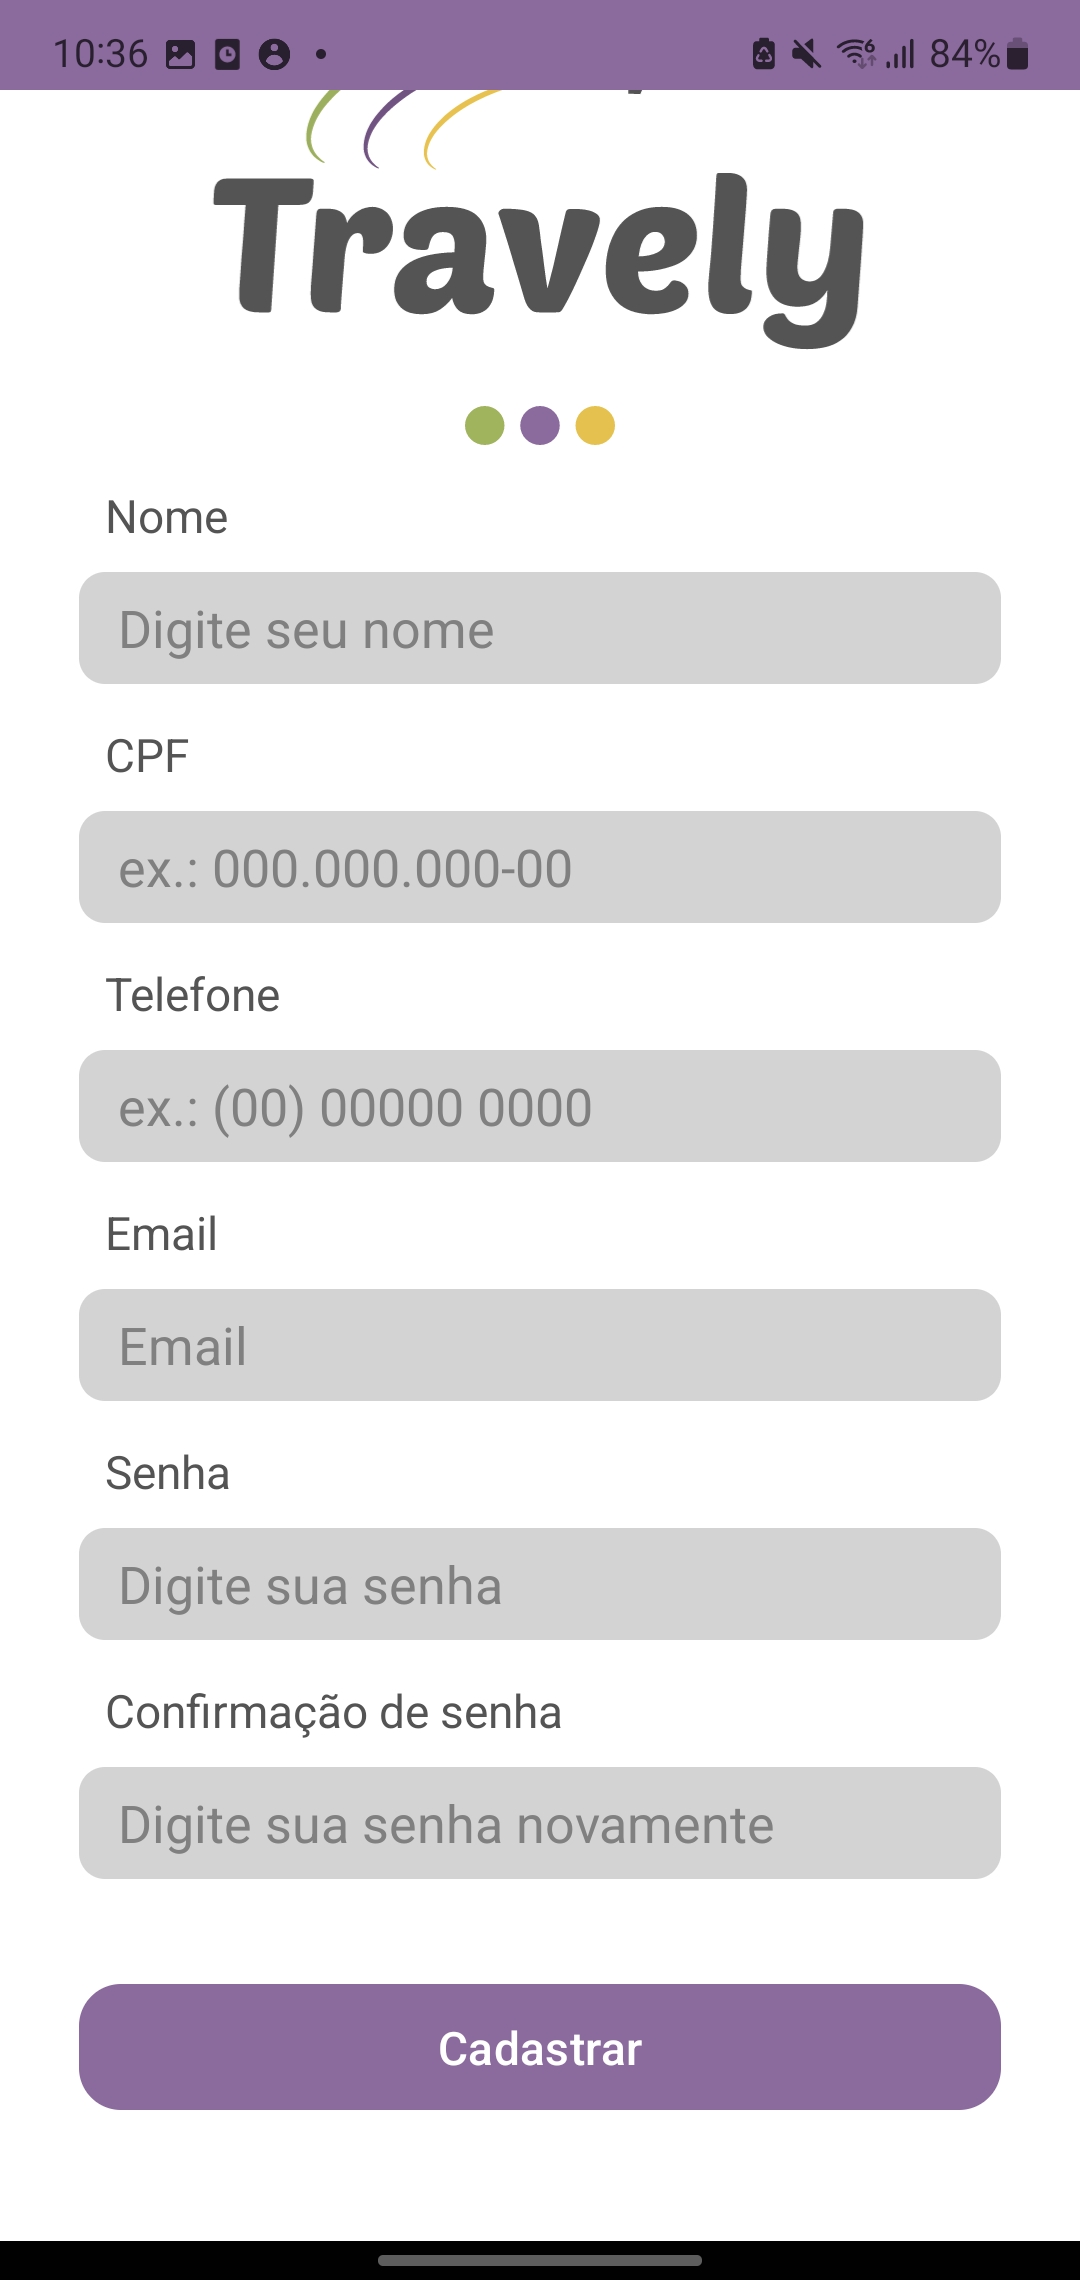 10:36 84%
Travely
Nome
Digite seu nome
CPF
ex.: 000.000.000-00
Telefone
ex.: (00) 00000 0000
Email
Email
Senha
Digite sua senha
Confirmação de senha
Digite sua senha novamente
Cadastrar